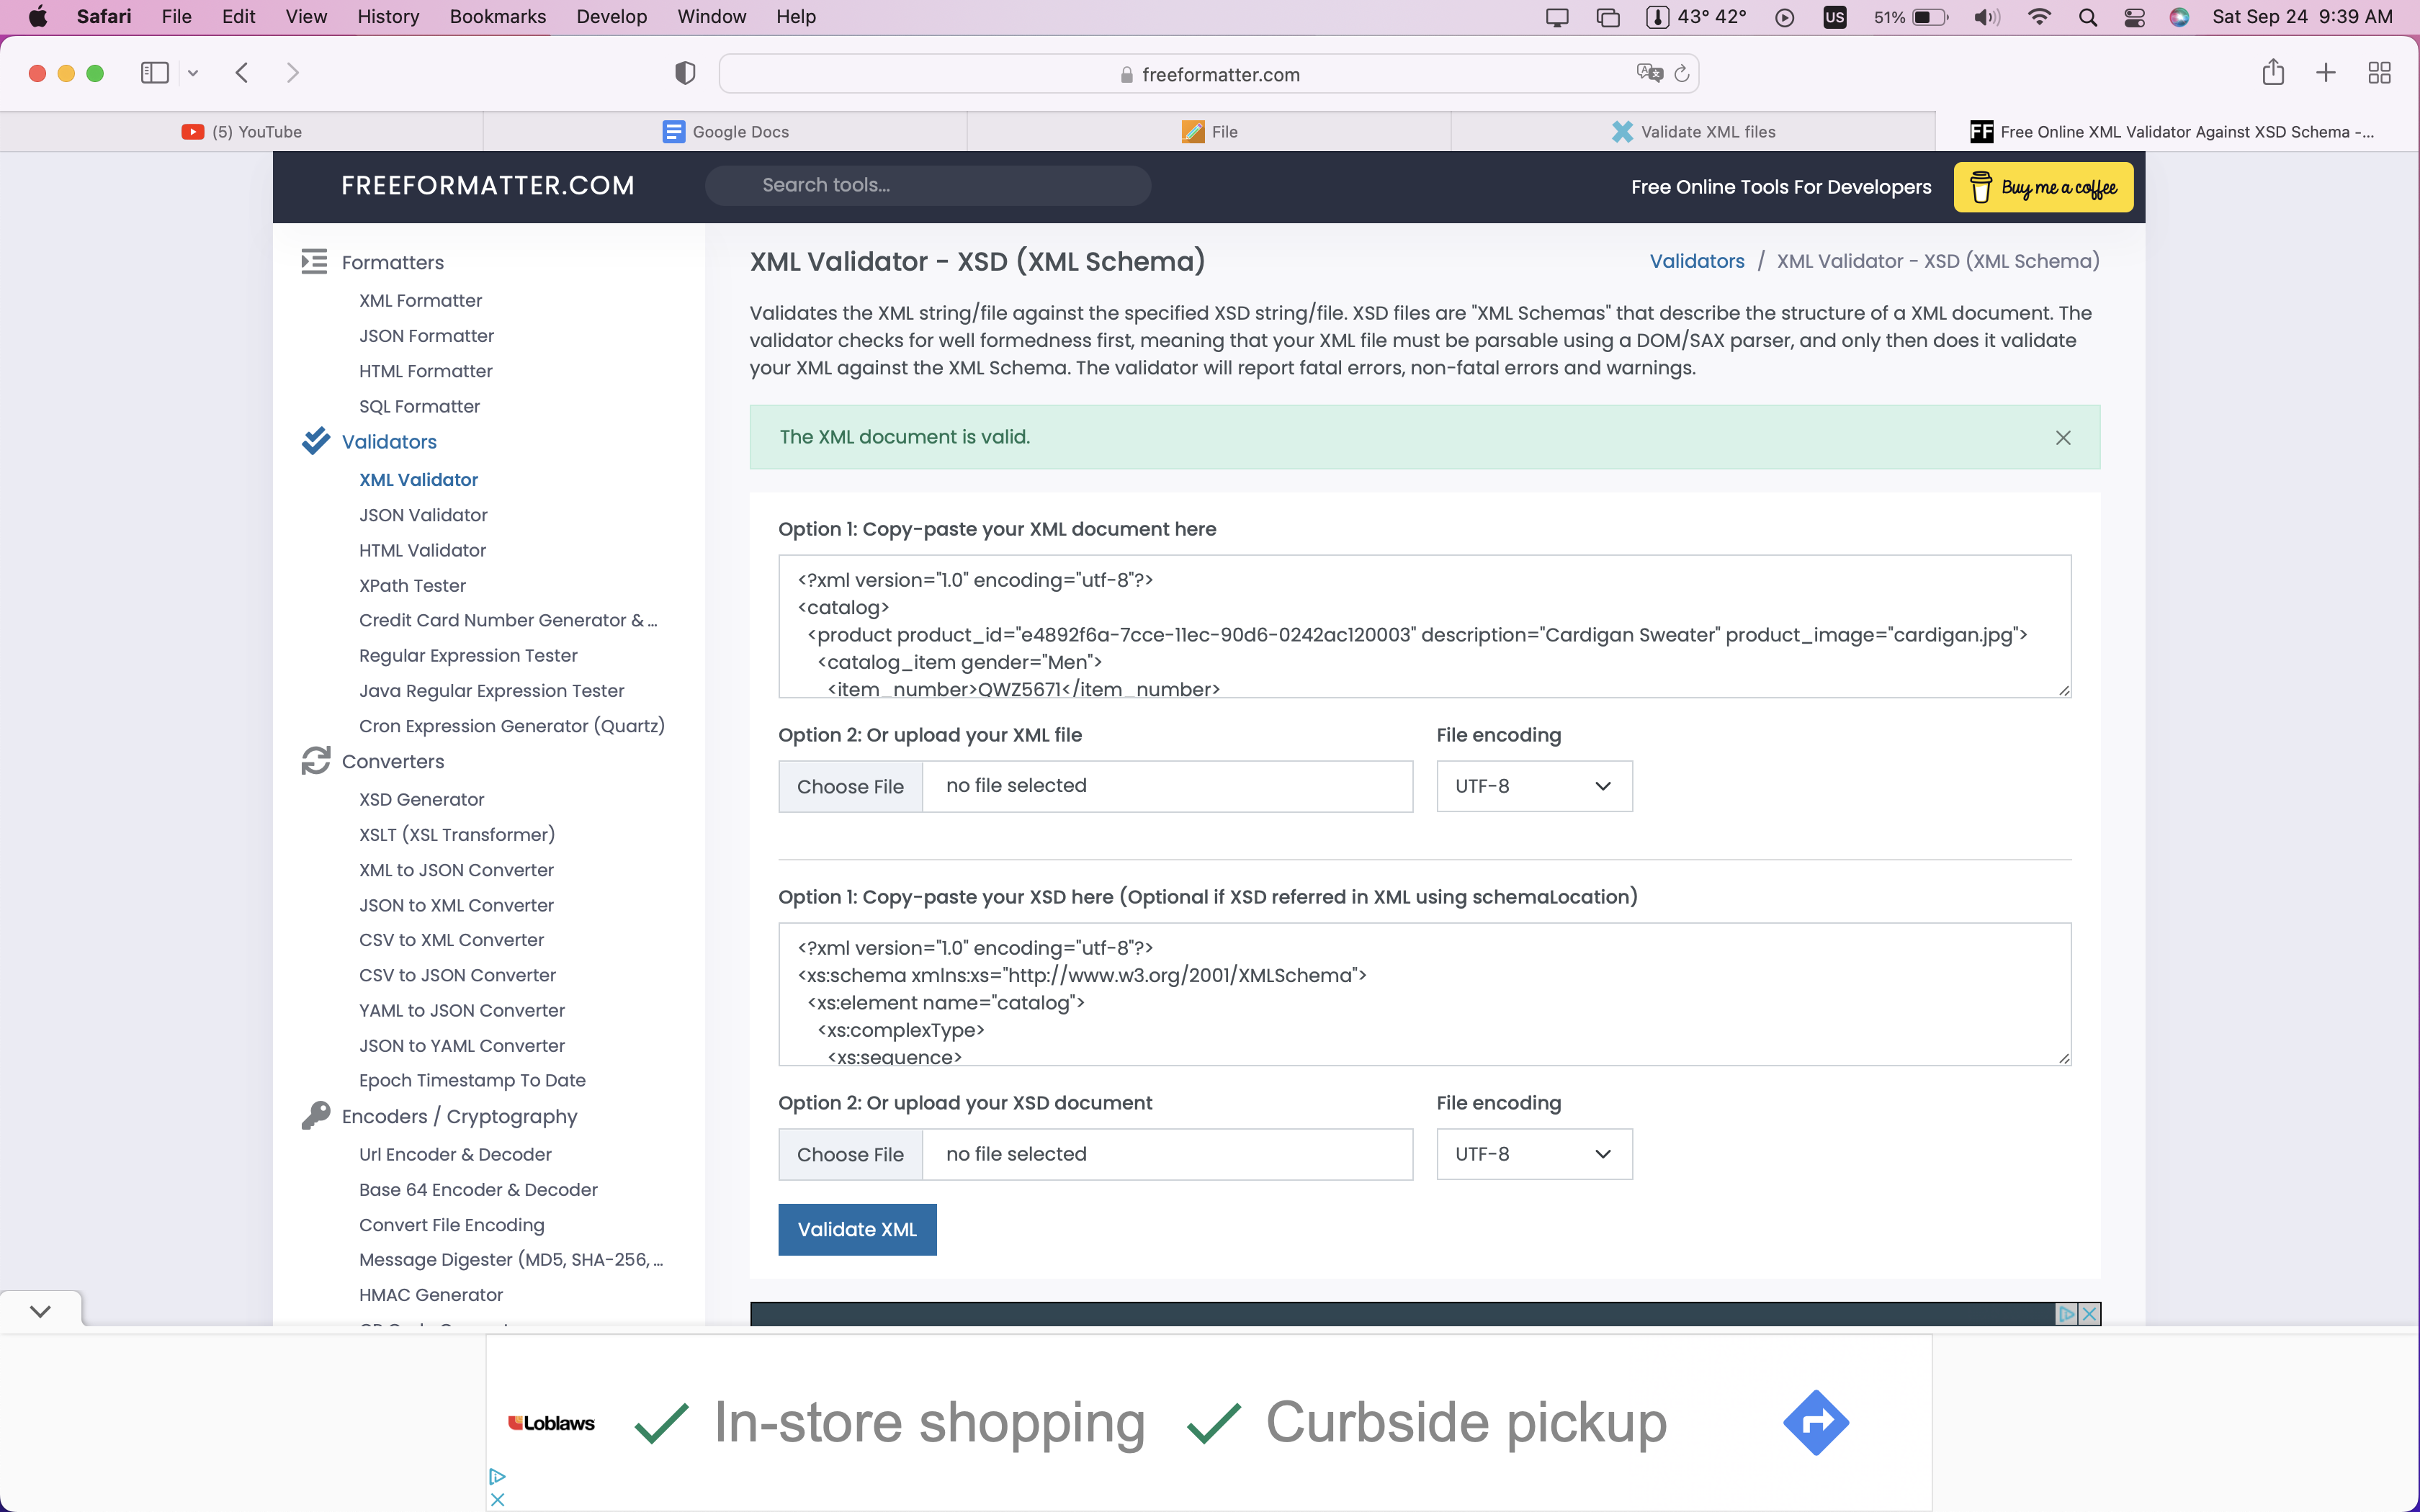 Safari File Edit View History Bookmarks Develop Window Help 43° 42° US 51% Sat Sep 24 9:39 AM
freeformatter.com
(5) YouTube Google Docs File Validate XML files FF Free Online XML Validator Against XSD Schema -...
FREEFORMATTER.COM Search tools... Free Online Tools For Developers Buy me a coffee
Formatters
XML Formatter
JSON Formatter
HTML Formatter
SQL Formatter
Validators
XML Validator
JSON Validator
HTML Validator
XPath Tester
Credit Card Number Generator & ...
Regular Expression Tester
Java Regular Expression Tester
Cron Expression Generator (Quartz)
Converters
XSD Generator
XSLT (XSL Transformer)
XML to JSON Converter
JSON to XML Converter
CSV to XML Converter
CSV to JSON Converter
YAML to JSON Converter
JSON to YAML Converter
Epoch Timestamp To Date
Encoders / Cryptography
Url Encoder & Decoder
Base 64 Encoder & Decoder
Convert File Encoding
Message Digester (MD5, SHA-256, ...
HMAC Generator
XML Validator - XSD (XML Schema) Validators / XML Validator - XSD (XML Schema)
Validates the XML string/file against the specified XSD string/file. XSD files are "XML Schemas" that describe the structure of a XML document. The
validator checks for well formedness first, meaning that your XML file must be parsable using a DOM/SAX parser, and only then does it validate
your XML against the XML Schema. The validator will report fatal errors, non-fatal errors and warnings.
The XML document is valid.
Option 1: Copy-paste your XML document here
<?xml version="1.0" encoding="utf-8"?>
<catalog>
<product product_id="e4892f6a-7cce-11ec-90d6-0242ac120003" description="Cardigan Sweater" product_image="cardigan.jpg">
<catalog_item gender="Men">
<item_number>QWZ5671</item_number>
Option 2: Or upload your XML file File encoding
Choose File no file selected UTF-8
Option 1: Copy-paste your XSD here (Optional if XSD referred in XML using schemaLocation)
<?xml version="1.0" encoding="utf-8"?>
<xs:schema xmlns:xs="http://www.w3.org/2001/XMLSchema">
<xs:element name="catalog">
<xs:complexType>
<xs:sequence>
Option 2: Or upload your XSD document File encoding
Choose File no file selected UTF-8
Validate XML
Loblaws In-store shopping Curbside pickup